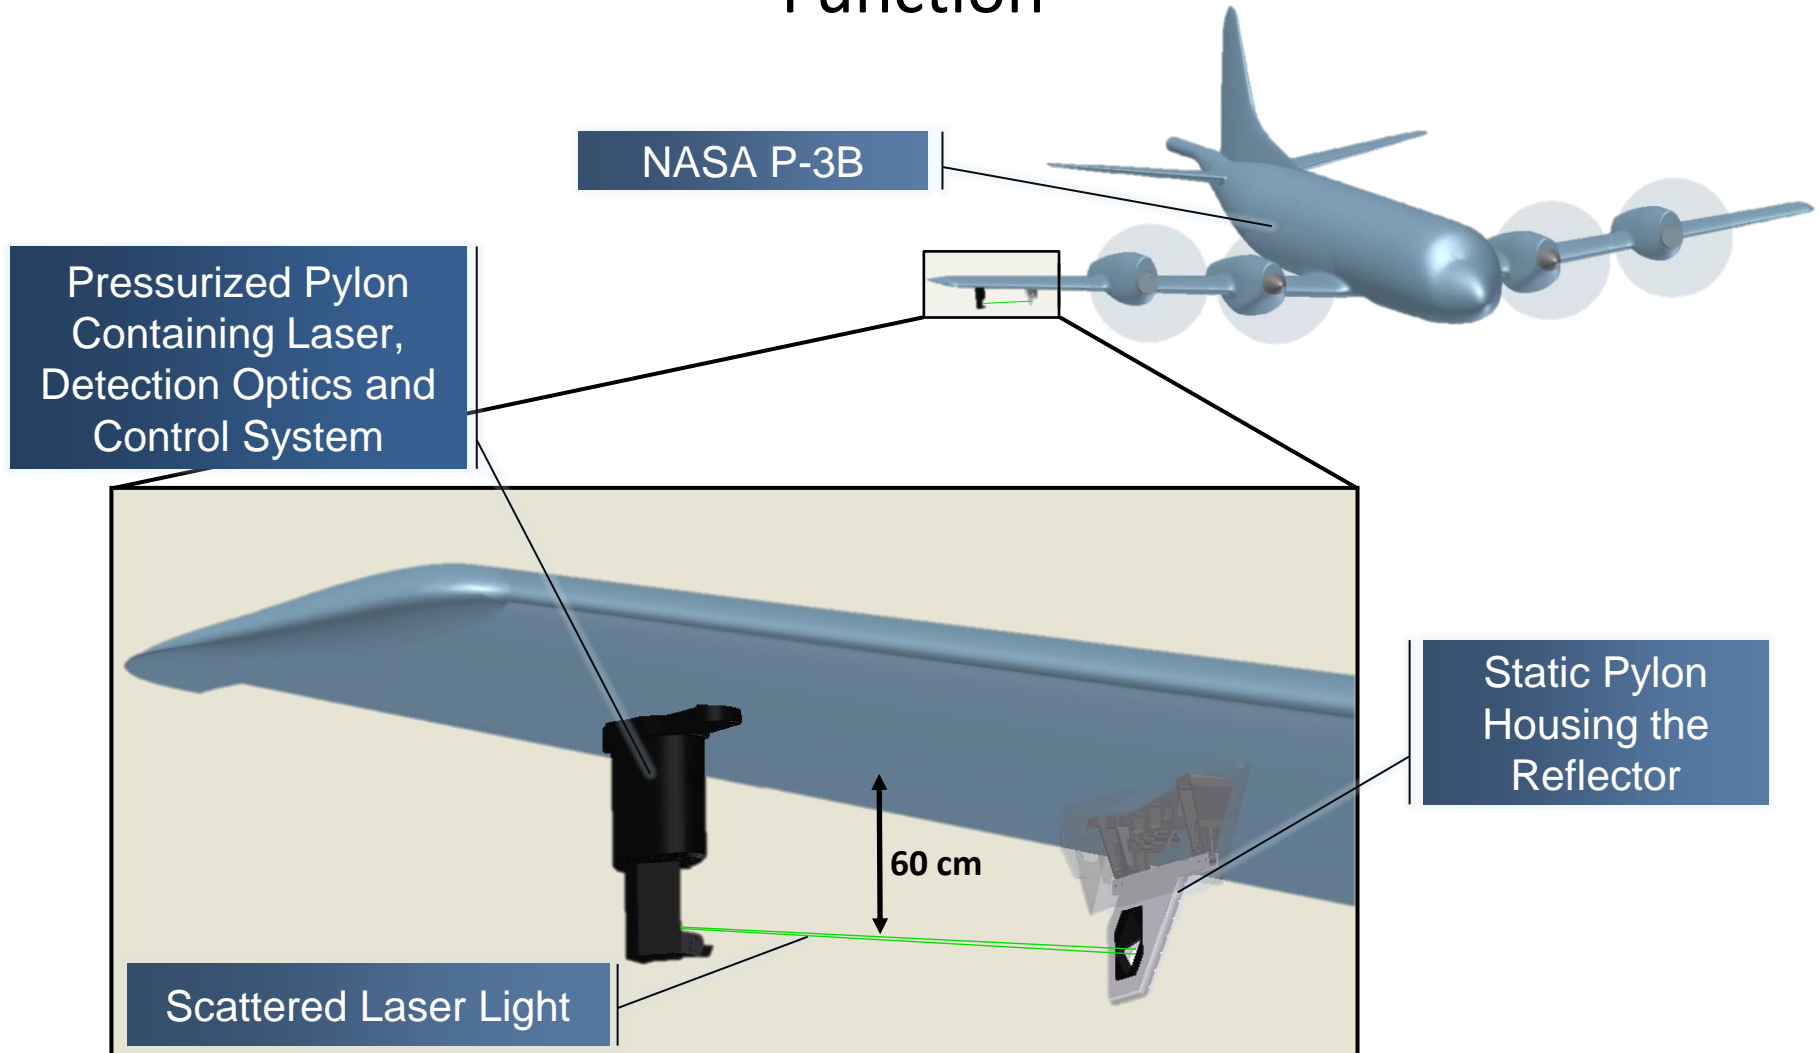 Function
NASA P-3B
Pressurized Pylon
Containing Laser,
Detection Optics and
Control System
Static Pylon
Housing the
Reflector
60 cm
Scattered Laser Light